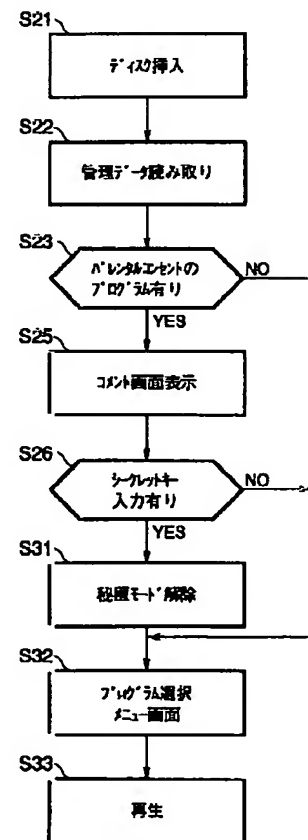 S21
ディスク挿入
S22
管理データ読み取り
S23
パレンタルコンセントの
プログラム有り
NO
YES
S25
コメント画面表示
S26
シークレットキー
入力有り
NO
YES
S31
秘匿モード解除
S32
プログラム選択
メニュー画面
S33
再生